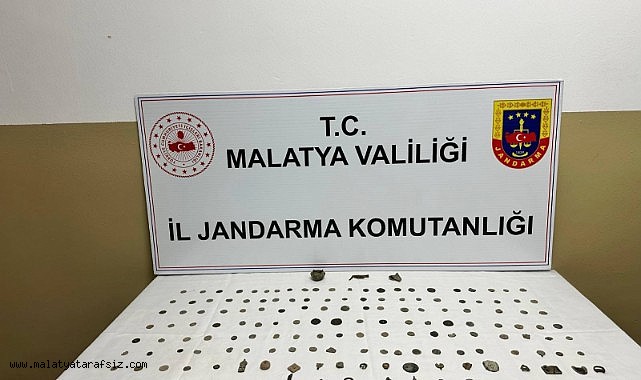 T.C.
MALATYA VALİLİĞİ
İL JANDARMA KOMUTANLIĞI
JANDARMA
www.malatyatarafsiz.com